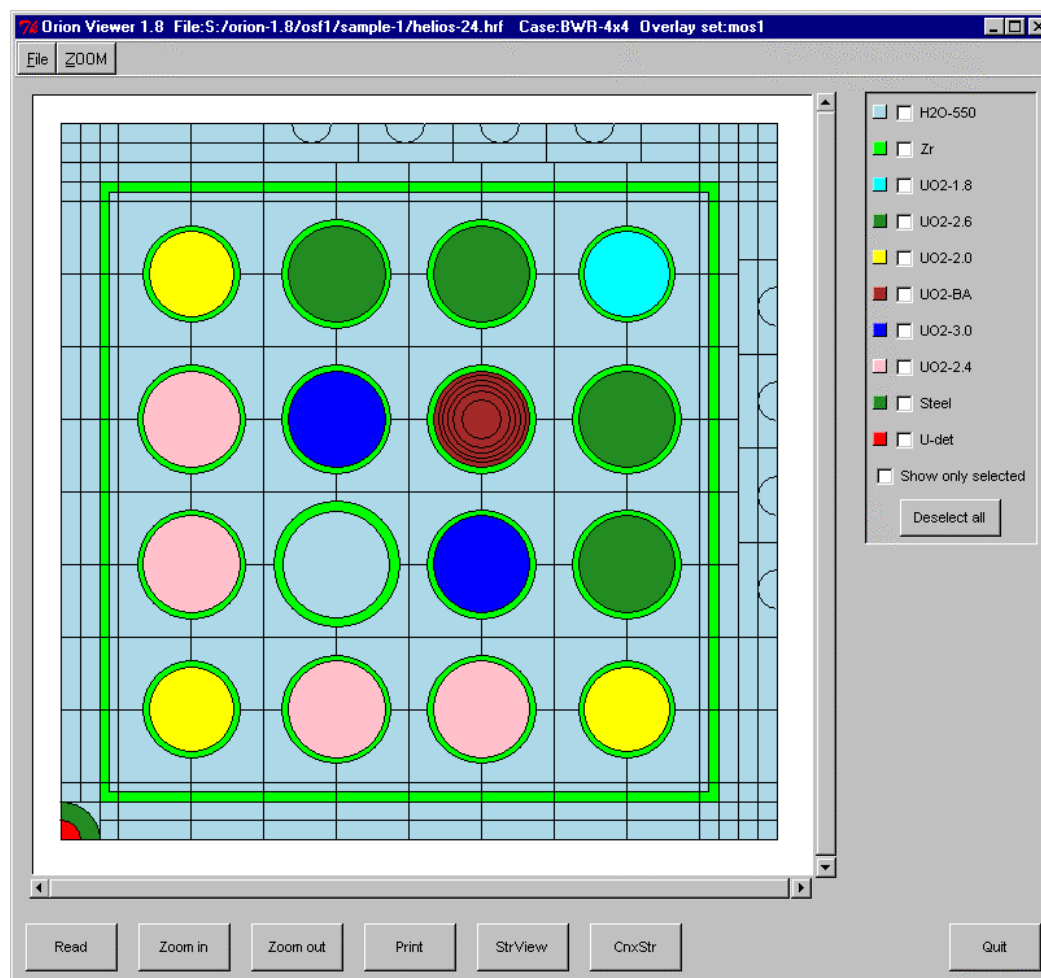 Orion Viewer 1.8 File:S:/orion-1.8/osf1/sample-1/helios-24.hrf Case:BWR-4x4 Overlay set:mos1
File ZOOM
H2O-550
Zr
UO2-1.8
UO2-2.6
UO2-2.0
UO2-BA
UO2-3.0
UO2-2.4
Steel
U-det
Show only selected
Deselect all
Read Zoom in Zoom out Print StrView CnxStr Quit